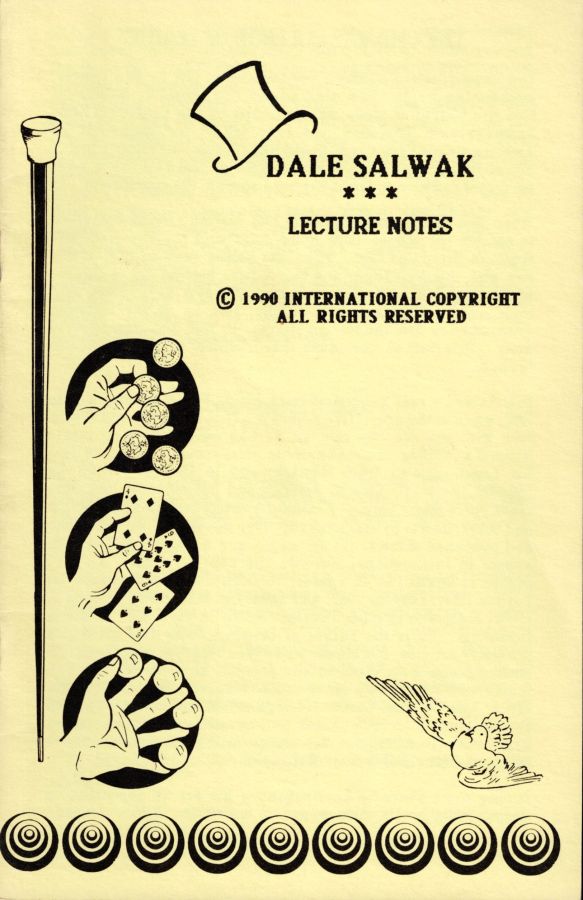 DALE SALWAK
***
LECTURE NOTES
© 1990 INTERNATIONAL COPYRIGHT
ALL RIGHTS RESERVED